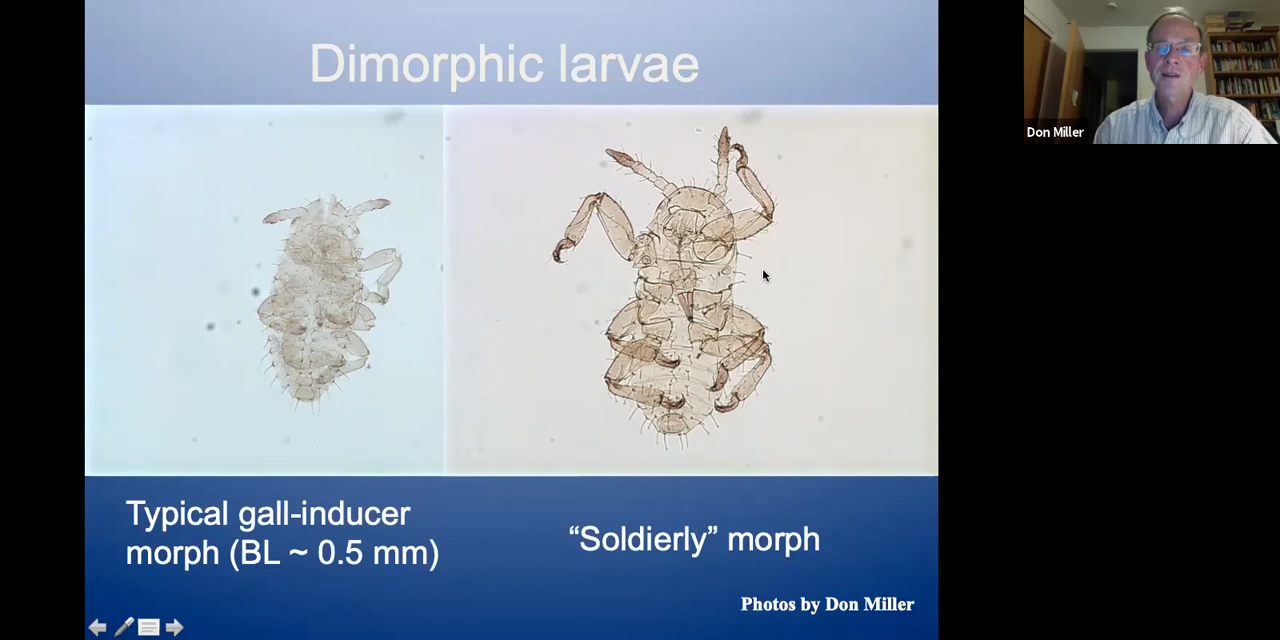 Dimorphic larvae
Don Miller
Typical gall-inducer
morph (BL ~ 0.5 mm)
“Soldierly” morph
Photos by Don Miller